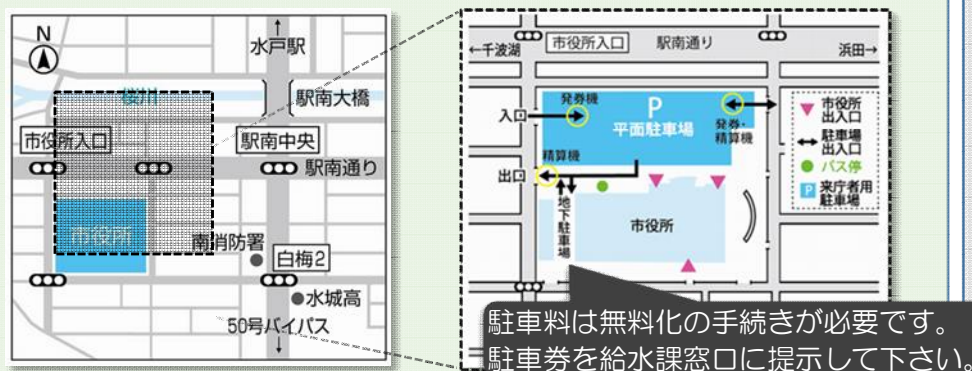 N
水戸駅
桜川
駅南大橋
市役所入口
駅南中央
駅南通り
市役所
南消防署
白梅2
水城高
50号バイパス
←千波湖
市役所入口
駅南通り
浜田→
発券機
入口
P
平面駐車場
発券・
精算機
精算機
出口
地下駐車場
市役所
市役所
出入口
駐車場
出入口
バス停
P 来庁者用
駐車場
駐車料は無料化の手続きが必要です。
駐車券を給水課窓口に提示して下さい。